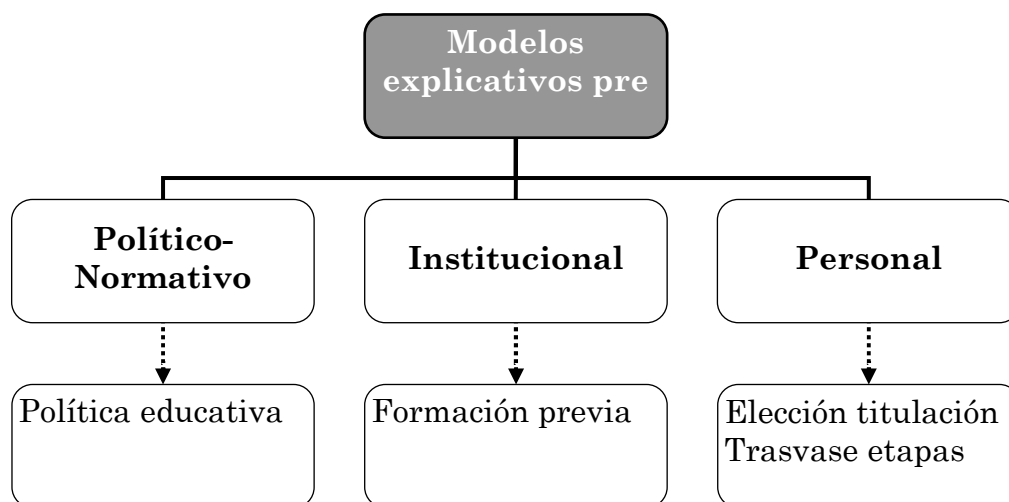 Modelos
explicativos pre
Político-
Normativo
Institucional
Personal
Política educativa
Formación previa
Elección titulación
Trasvase etapas